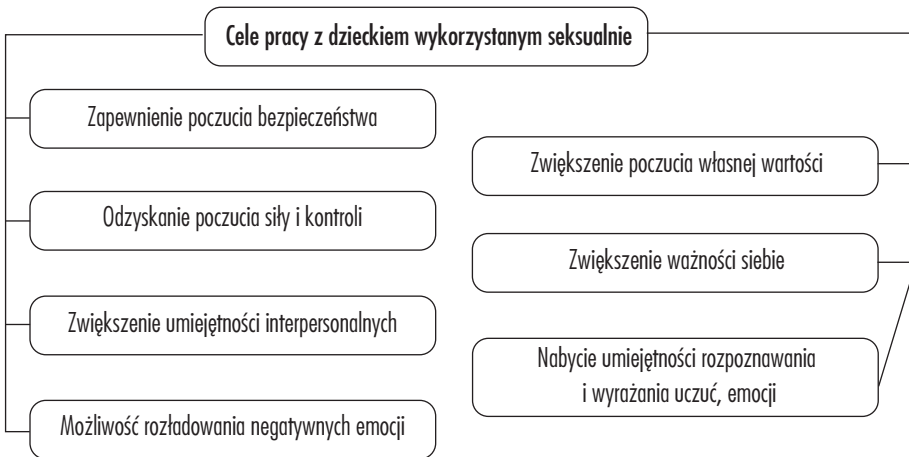 Cele pracy z dzieckiem wykorzystanym seksualnie
Zapewnienie poczucia bezpieczeństwa
Odzyskanie poczucia siły i kontroli
Zwiększenie umiejętności interpersonalnych
Możliwość rozładowania negatywnych emocji
Zwiększenie poczucia własnej wartości
Zwiększenie ważności siebie
Nabycie umiejętności rozpoznawania
i wyrażania uczuć, emocji